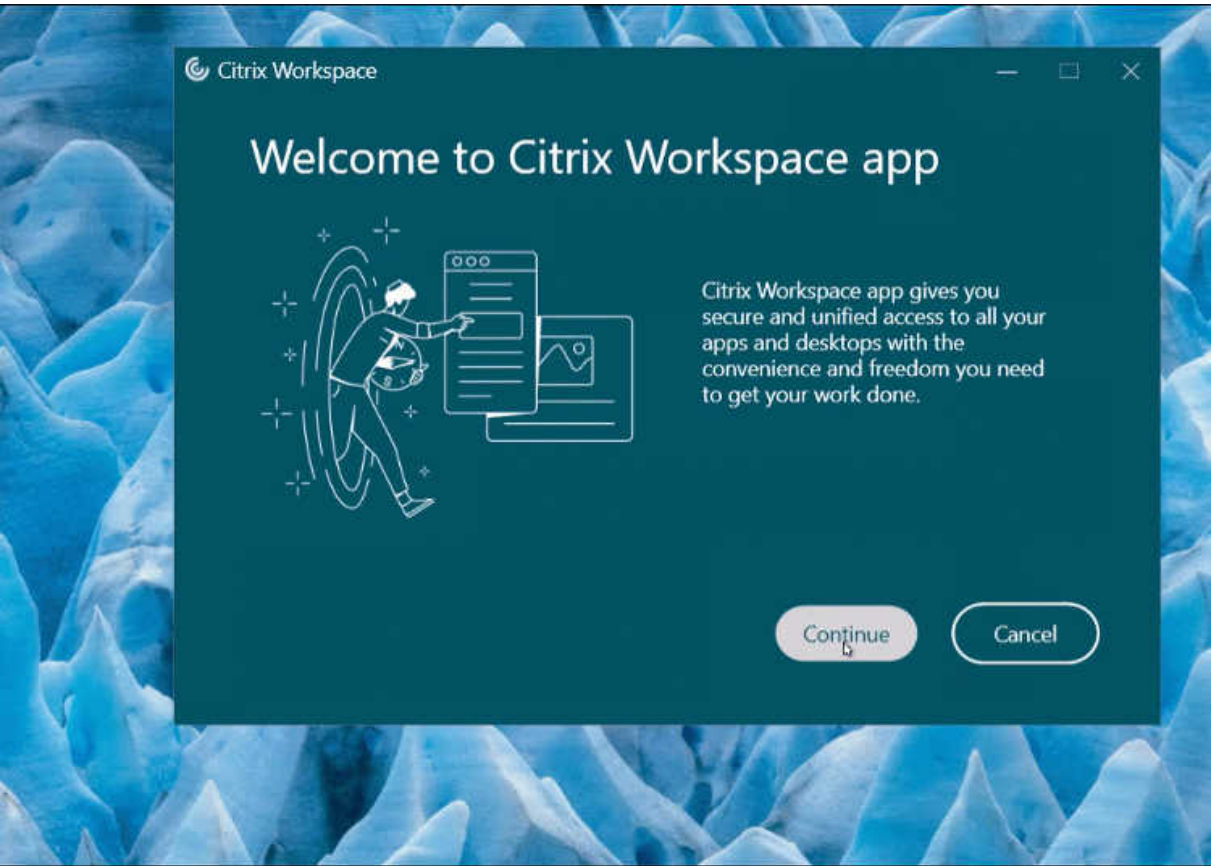 Citrix Workspace
Welcome to Citrix Workspace app
Citrix Workspace app gives you
secure and unified access to all your
apps and desktops with the
convenience and freedom you need
to get your work done.
N
S
Continue
Cancel